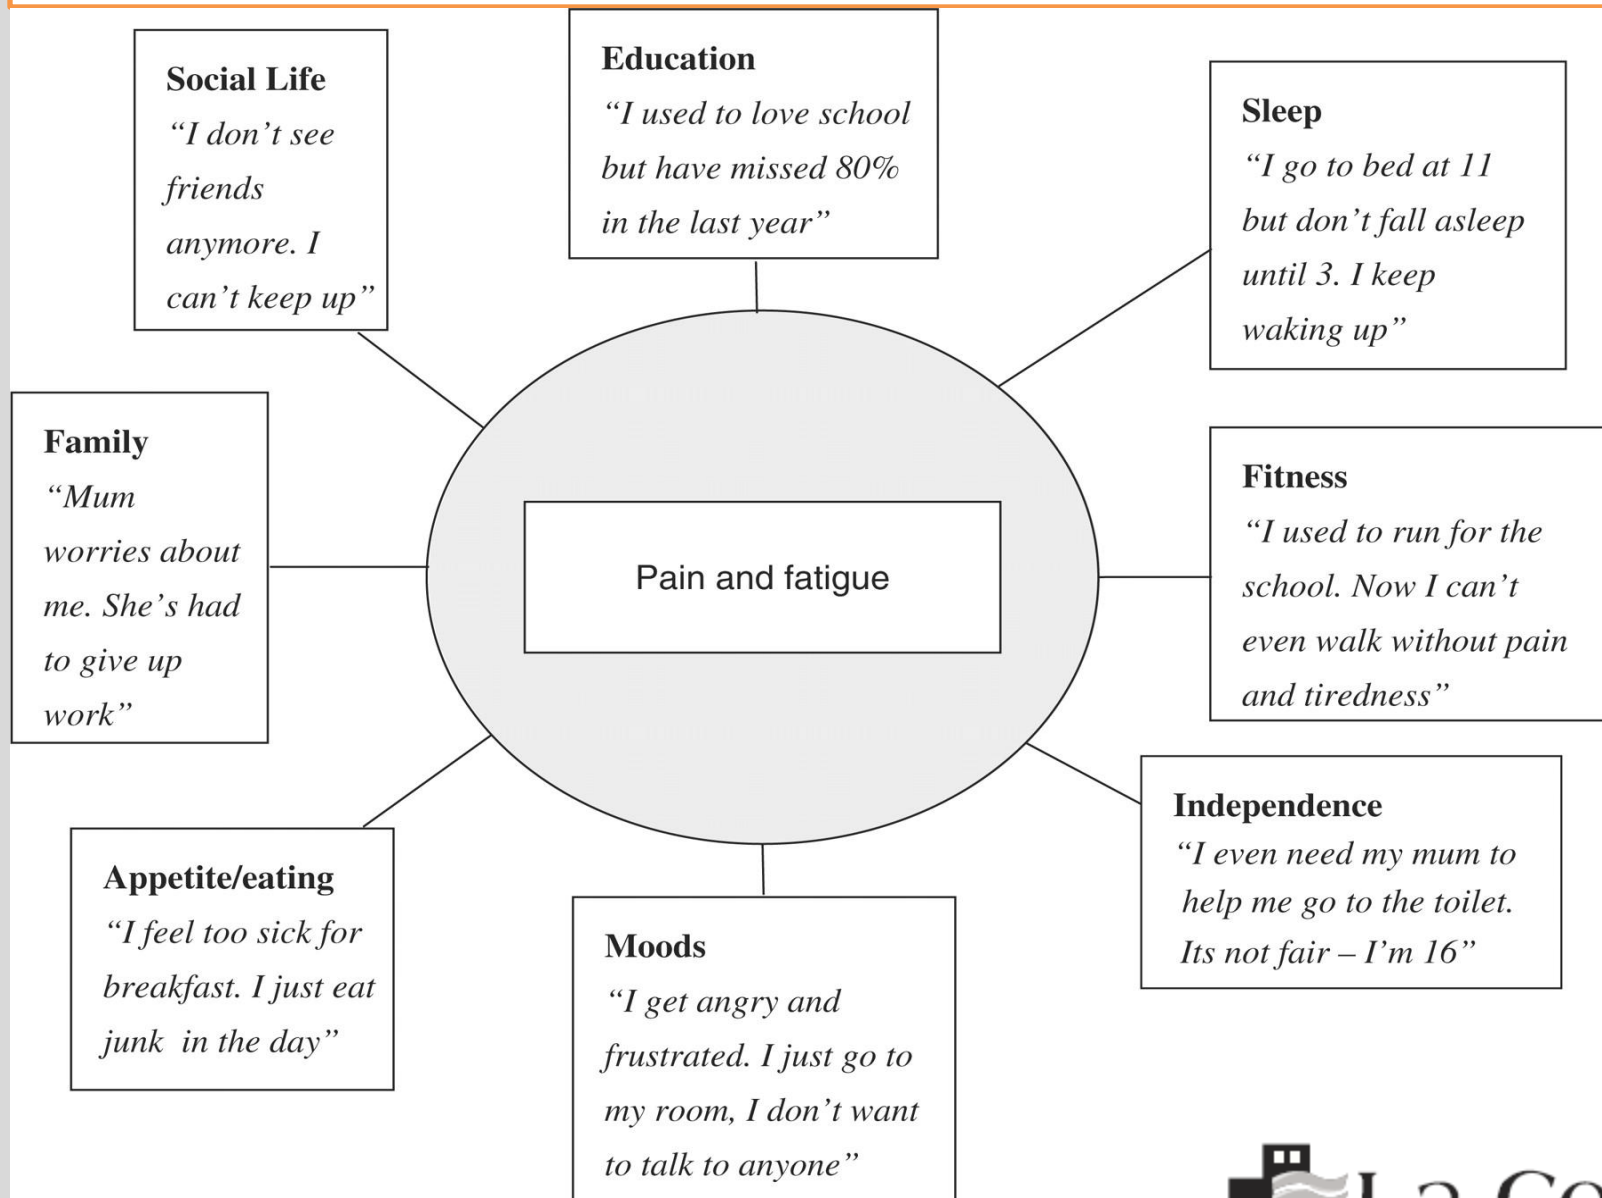 Social Life
“I don’t see
friends
anymore. I
can’t keep up”
Education
“I used to love school
but have missed 80%
in the last year”
Sleep
“I go to bed at 11
but don’t fall asleep
until 3. I keep
waking up”
Family
“Mum
worries about
me. She’s had
to give up
work”
Pain and fatigue
Fitness
“I used to run for the
school. Now I can’t
even walk without pain
and tiredness”
Independence
“I even need my mum to
help me go to the toilet.
Its not fair – I’m 16”
Appetite/eating
“I feel too sick for
breakfast. I just eat
junk in the day”
Moods
“I get angry and
frustrated. I just go to
my room, I don’t want
to talk to anyone”